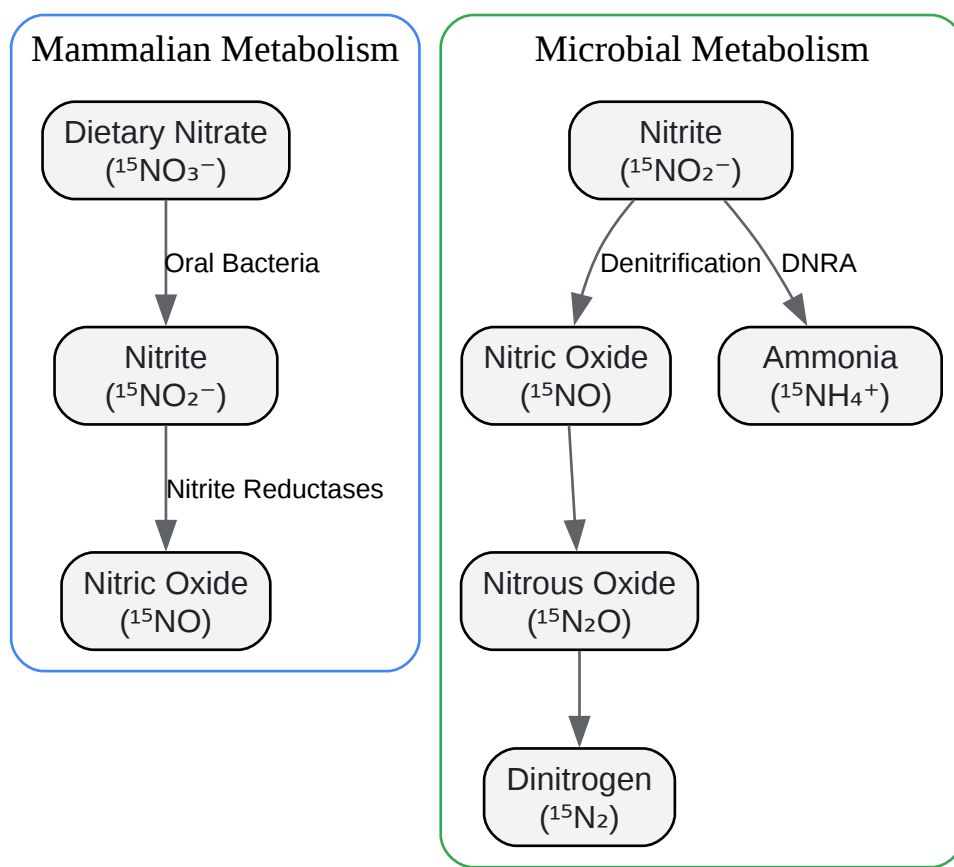 Mammalian Metabolism
Dietary Nitrate
(¹⁵NO₃⁻)
Oral Bacteria
Nitrite
(¹⁵NO₂⁻)
Nitrite Reductases
Nitric Oxide
(¹⁵NO)
Microbial Metabolism
Nitrite
(¹⁵NO₂⁻)
Denitrification
DNRA
Nitric Oxide
(¹⁵NO)
Ammonia
(¹⁵NH₄⁺)
Nitrous Oxide
(¹⁵N₂O)
Dinitrogen
(¹⁵N₂)